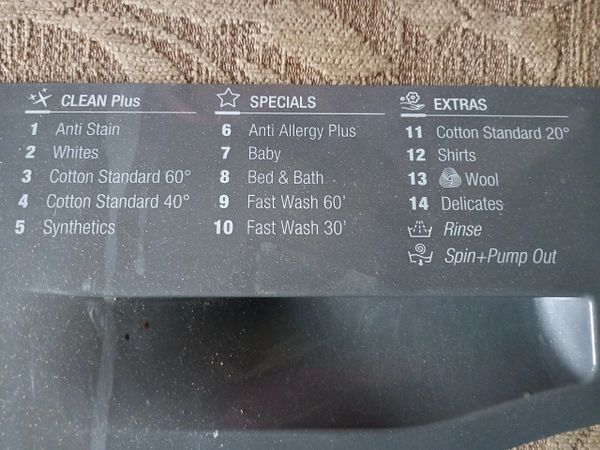 CLEAN Plus
1 Anti Stain
2 Whites
3 Cotton Standard 60°
4 Cotton Standard 40°
5 Synthetics
SPECIALS
6 Anti Allergy Plus
7 Baby
8 Bed & Bath
9 Fast Wash 60'
10 Fast Wash 30'
EXTRAS
11 Cotton Standard 20°
12 Shirts
13 Wool
14 Delicates
Rinse
Spin+Pump Out